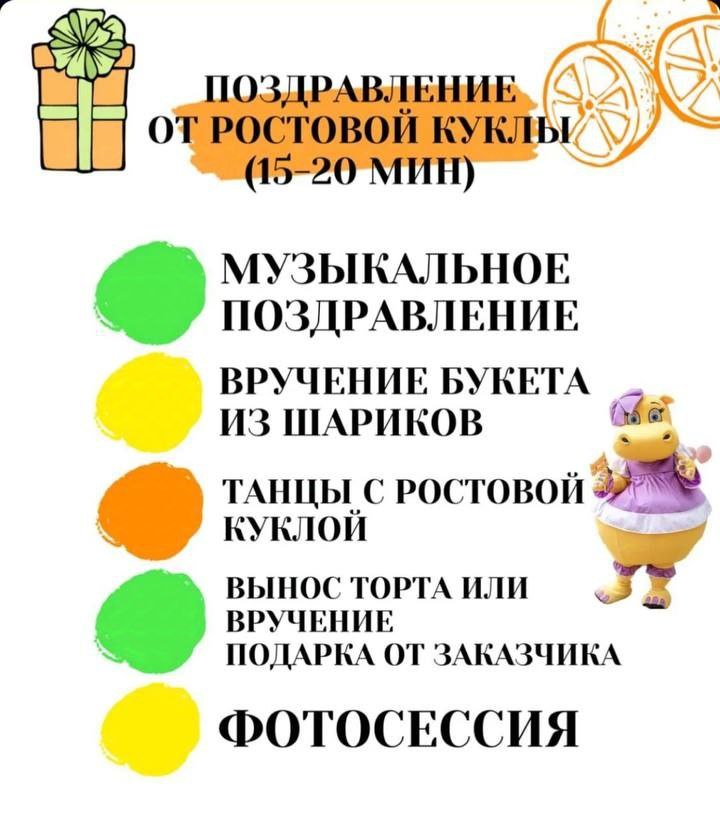 ПОЗДРАВЛЕНИЕ
ОТ РОСТОВОЙ КУКЛЫ
(15-20 МИН)
МУЗЫКАЛЬНОЕ
ПОЗДРАВЛЕНИЕ
ВРУЧЕНИЕ БУКЕТА
ИЗ ШАРИКОВ
ТАНЦЫ С РОСТОВОЙ
КУКЛОЙ
ВЫНОС ТОРТА ИЛИ
ВРУЧЕНИЕ
ПОДАРКА ОТ ЗАКАЗЧИКА
ФОТОСЕССИЯ